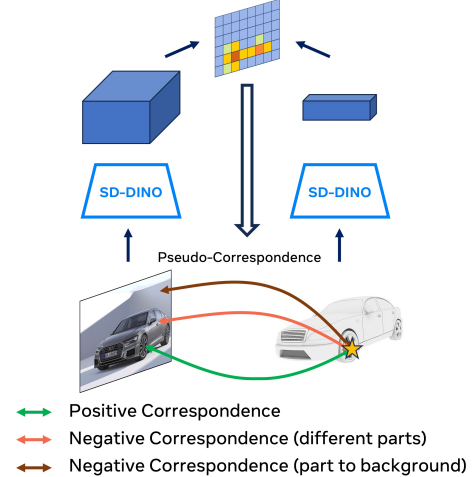 SD-DINO
SD-DINO
Pseudo-Correspondence
Positive Correspondence
Negative Correspondence (different parts)
Negative Correspondence (part to background)